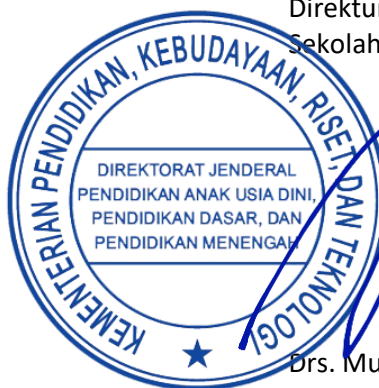 Direktur
Sekolah
KEMENTERIAN PENDIDIKAN, KEBUDAYAAN, RISET, DAN TEKNOLOGI
DIREKTORAT JENDERAL
PENDIDIKAN ANAK USIA DINI,
PENDIDIKAN DASAR, DAN
PENDIDIKAN MENENGAH
Drs. Mu